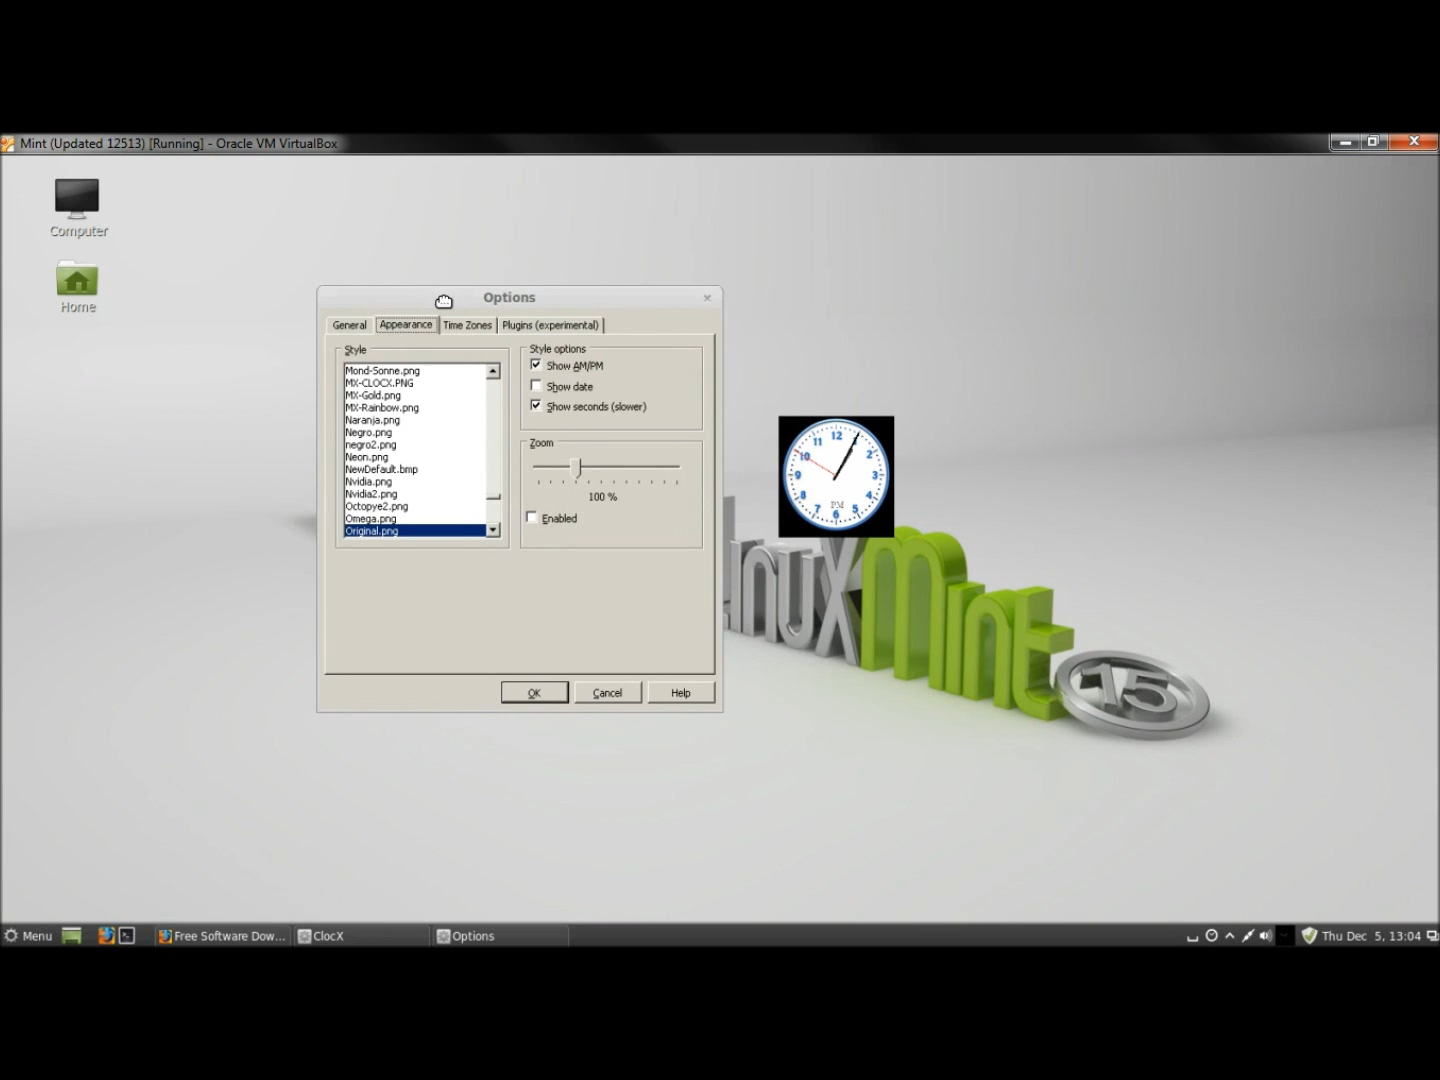 Mint (Updated 12513) [Running] - Oracle VM VirtualBox
Computer
Home
Options
General
Appearance
Time Zones
Plugins (experimental)
Style
Mond-Sonne.png
MX-CLOCX.PNG
MX-Gold.png
MX-Rainbow.png
Naranja.png
Negro.png
negro2.png
Neon.png
NewDefault.bmp
Nvidia.png
Nvidia2.png
Octopye2.png
Omega.png
Original.png
Style options
Show AM/PM
Show date
Show seconds (slower)
Zoom
100 %
Enabled
OK
Cancel
Help
12
11
10
2
9
3
8
7
6
5
4
PM
LinuxMint
15
Menu
Free Software Dow...
ClocX
Options
Thu Dec 5, 13:04